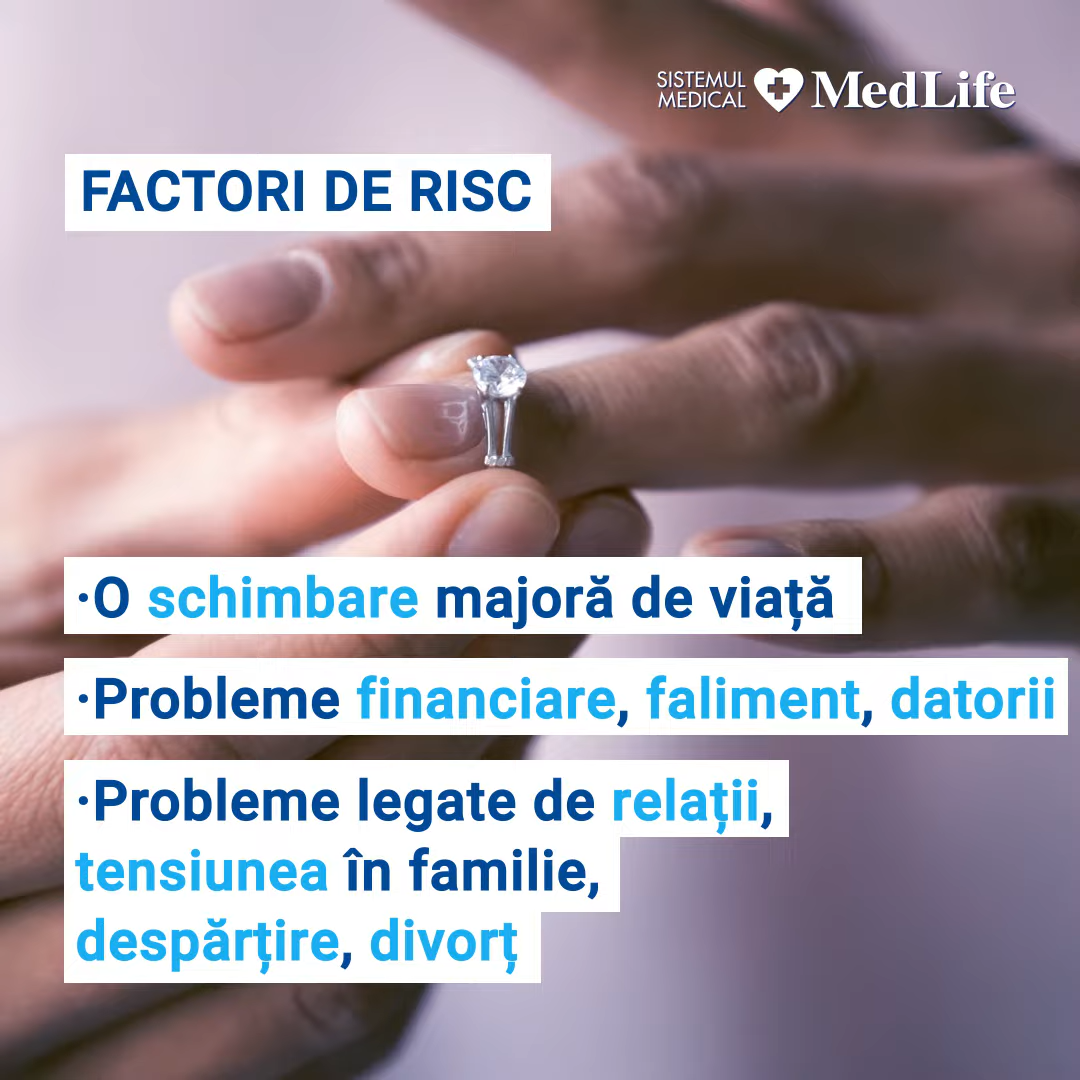 SISTEMUL
MEDICAL
MedLife
FACTORI DE RISC
·O schimbare majoră de viață
·Probleme financiare, faliment, datorii
·Probleme legate de relații,
tensiunea în familie,
despărțire, divorț